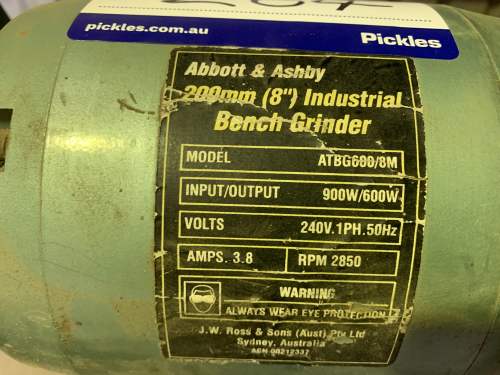 pickles.com.au
Pickles
Abbott & Ashby
200mm (8") Industrial
Bench Grinder
MODEL ATBG600/8M
INPUT/OUTPUT 900W/600W
VOLTS 240V.1PH.50Hz
AMPS. 3.8 RPM 2850
WARNING
ALWAYS WEAR EYE PROTECTION
J.W. Ross & Sons (Aust) Pty Ltd
Sydney, Australia